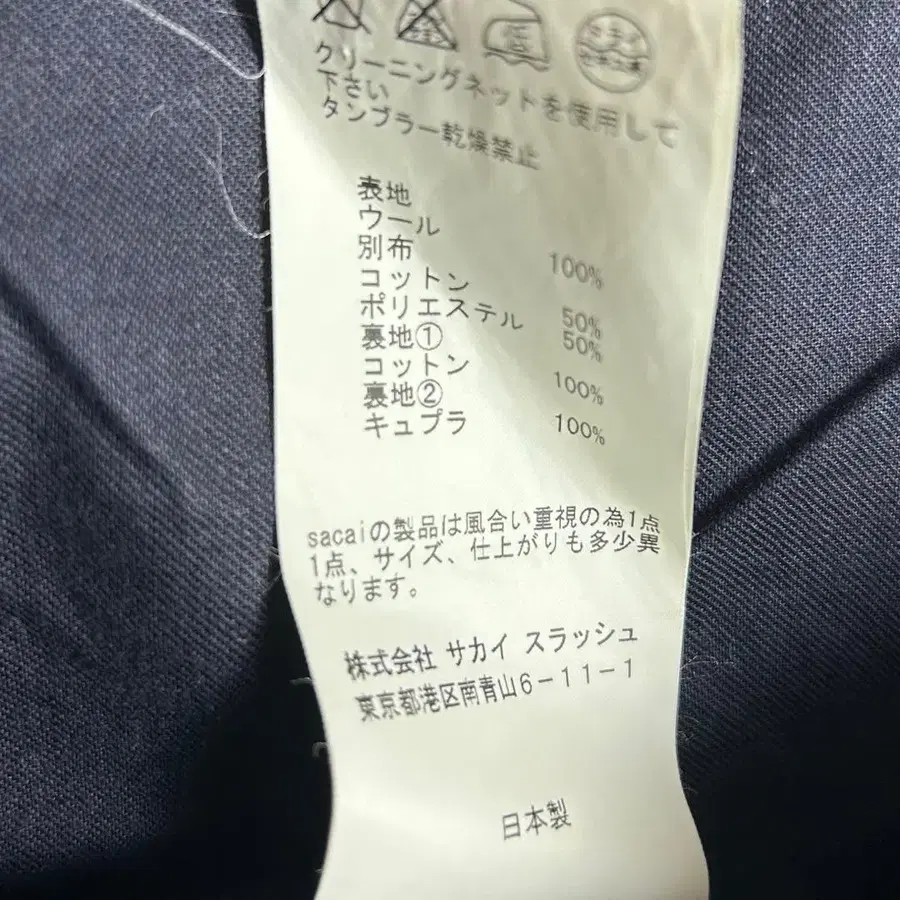 クリーニングネットを使用して
下さい
タンブラー乾燥禁止
表地
ウール 100%
別布
コットン 50%
ポリエステル 50%
裏地①
コットン 100%
裏地②
キュプラ 100%
sacaiの製品は風合い重視の為1点
1点、サイズ、仕上がりも多少異
なります。
株式会社 サカイ スラッシュ
東京都港区南青山6-11-1
日本製